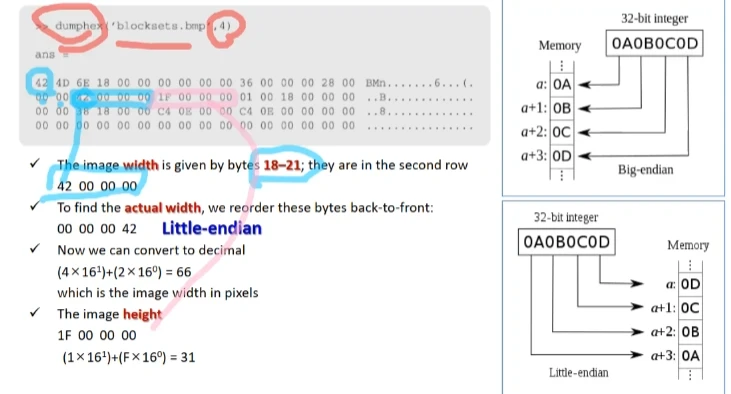 >> dumphex('blocksets.bmp',4)
ans =
42 4D 6E 18 00 00 00 00 00 00 36 00 00 00 28 00 BMn.......6...(.
00 00 42 00 00 00 1F 00 00 00 01 00 18 00 00 00 ..B.............
00 00 38 18 00 00 C4 0E 00 00 C4 0E 00 00 00 00 ..8.............
00 00 00 00 00 00 00 00 00 00 00 00 00 00 00 00 ................
✓ The image width is given by bytes 18–21; they are in the second row
42 00 00 00
✓ To find the actual width, we reorder these bytes back-to-front:
00 00 00 42 Little-endian
✓ Now we can convert to decimal
(4×16¹)+(2×16⁰) = 66
which is the image width in pixels
✓ The image height
1F 00 00 00
(1×16¹)+(F×16⁰) = 31
32-bit integer
Memory
0A0B0C0D
a: 0A
a+1: 0B
a+2: 0C
a+3: 0D
Big-endian
32-bit integer
0A0B0C0D
Memory
a: 0D
a+1: 0C
a+2: 0B
a+3: 0A
Little-endian